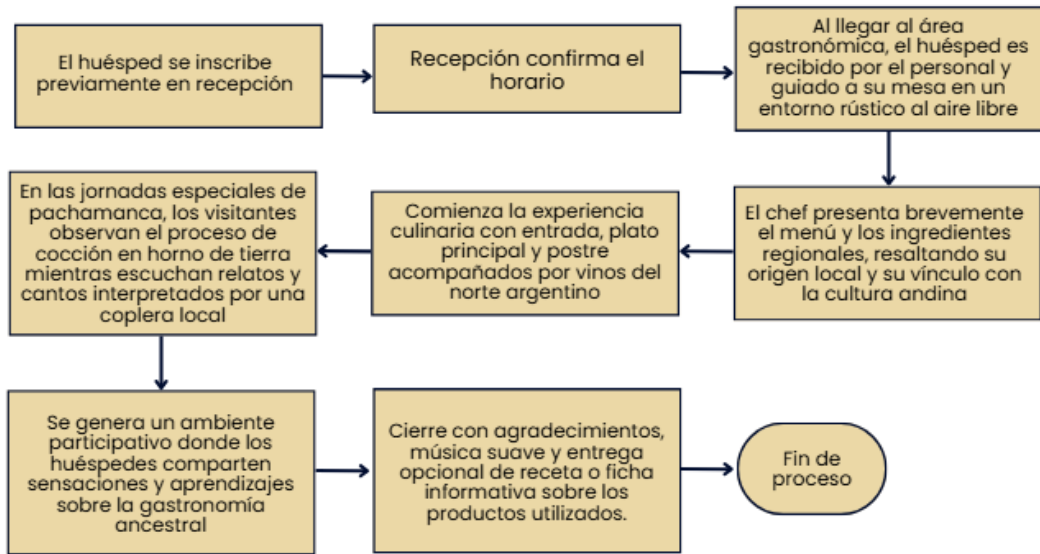 El huésped se inscribe
previamente en recepción
Recepción confirma el
horario
Al llegar al área
gastronómica, el huésped es
recibido por el personal y
guiado a su mesa en un
entorno rústico al aire libre
El chef presenta brevemente
el menú y los ingredientes
regionales, resaltando su
origen local y su vínculo con
la cultura andina
Comienza la experiencia
culinaria con entrada, plato
principal y postre
acompañados por vinos del
norte argentino
En las jornadas especiales de
pachamanca, los visitantes
observan el proceso de
cocción en horno de tierra
mientras escuchan relatos y
cantos interpretados por una
coplera local
Se genera un ambiente
participativo donde los
huéspedes comparten
sensaciones y aprendizajes
sobre la gastronomía
ancestral
Cierre con agradecimientos,
música suave y entrega
opcional de receta o ficha
informativa sobre los
productos utilizados.
Fin de
proceso